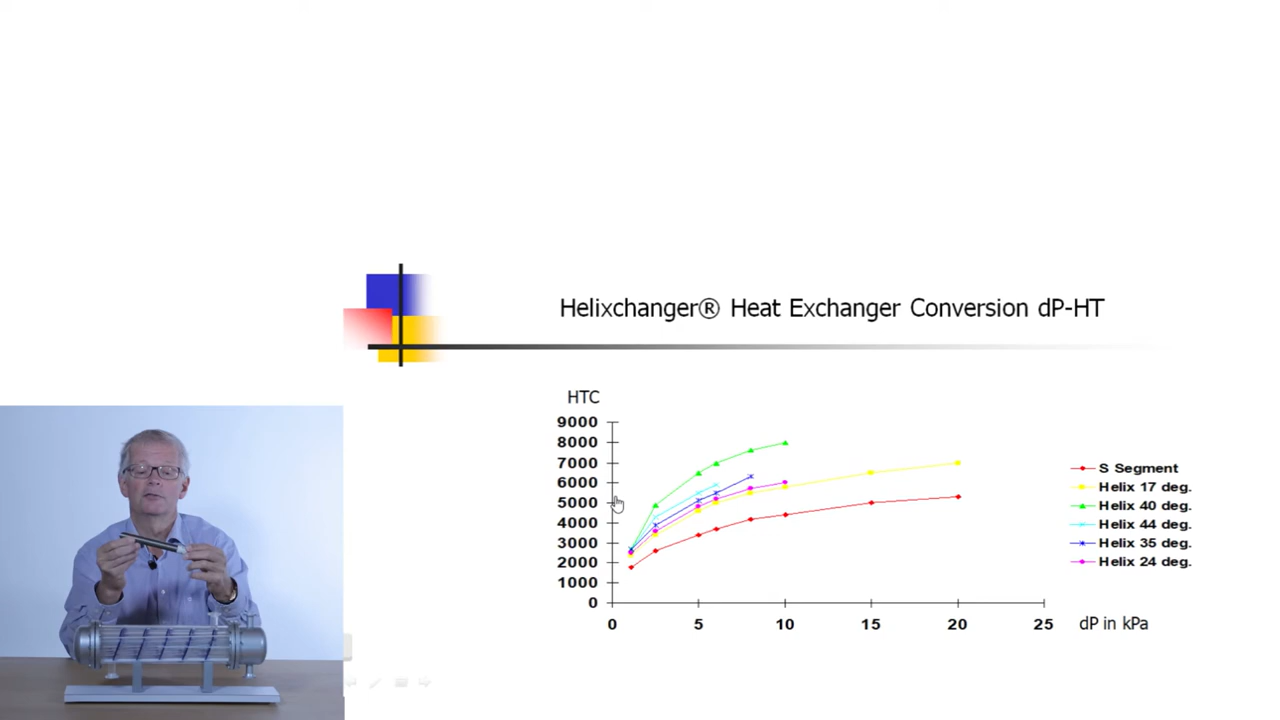 Helixchanger® Heat Exchanger Conversion dP-HT
HTC
9000
8000
7000
6000
5000
4000
3000
2000
1000
0
0 5 10 15 20 25
dP in kPa
S Segment
Helix 17 deg.
Helix 40 deg.
Helix 44 deg.
Helix 35 deg.
Helix 24 deg.